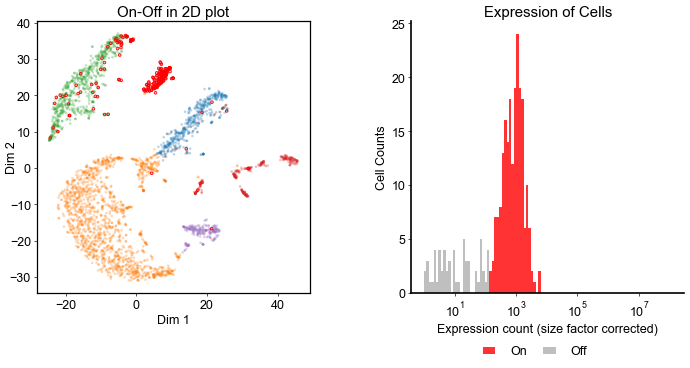 On-Off in 2D plot
Dim 2
40
30
20
10
0
−10
−20
−30
−20
0
20
40
Dim 1
Expression of Cells
Cell Counts
25
20
15
10
5
0
10^1
10^3
10^5
10^7
Expression count (size factor corrected)
On
Off